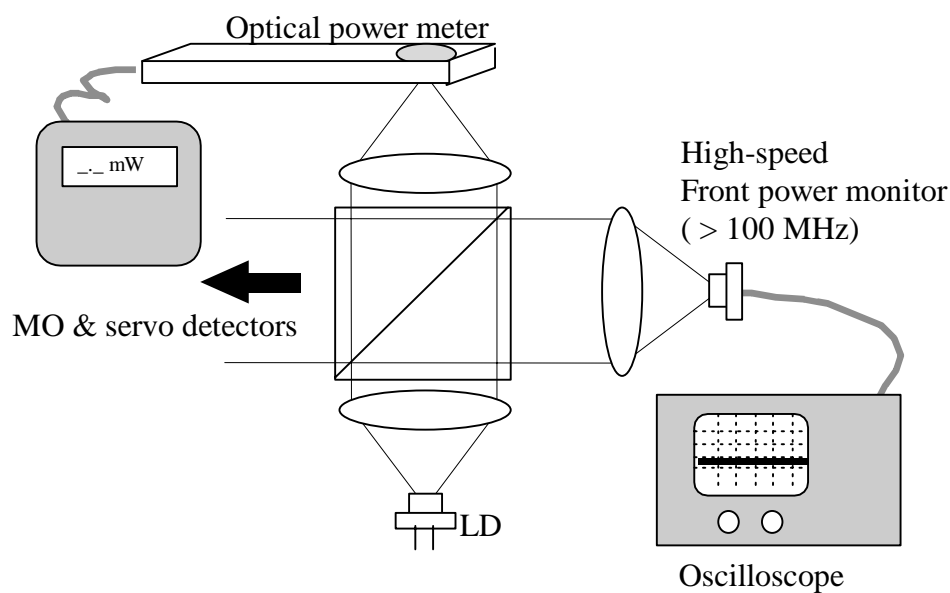 Optical power meter
_._ mW
High-speed
Front power monitor
( > 100 MHz)
MO & servo detectors
LD
Oscilloscope